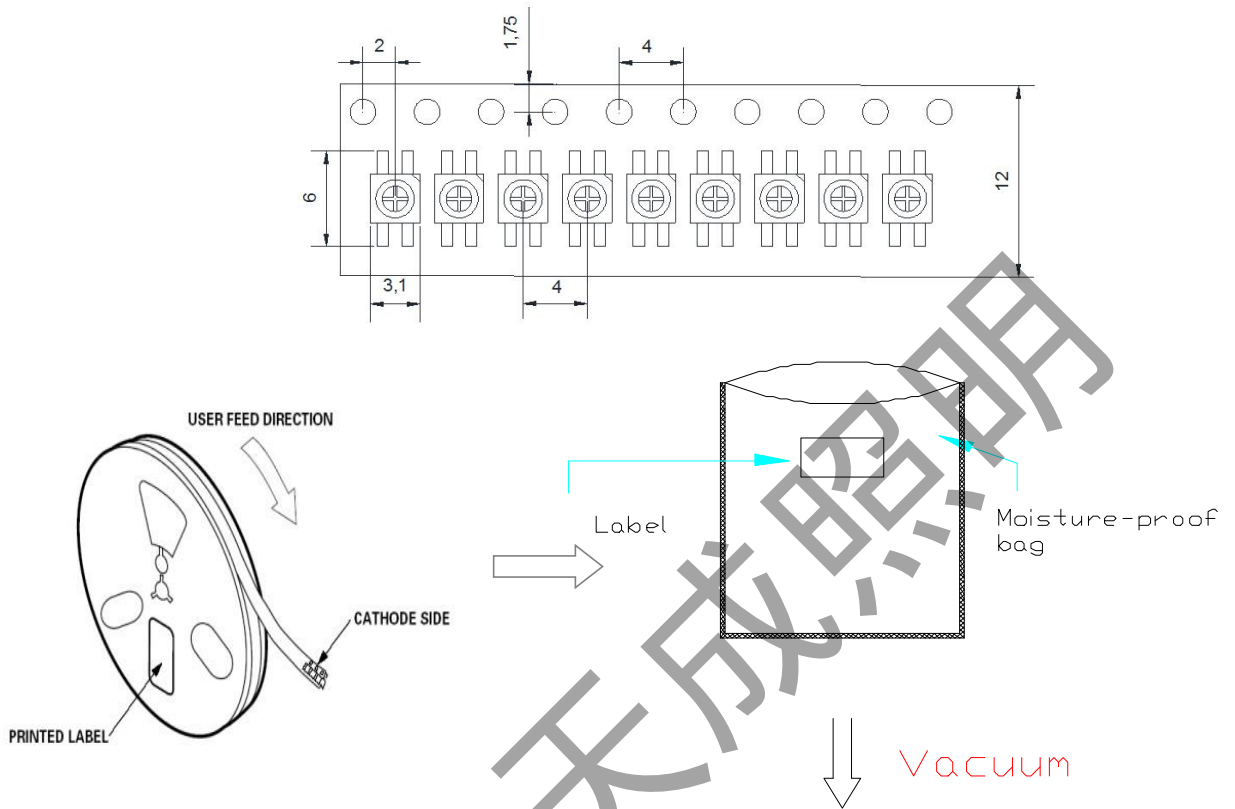 1,75
2
4
6
12
3,1
4
USER FEED DIRECTION
Label
Moisture-proof
bag
CATHODE SIDE
PRINTED LABEL
Vacuum
天成照明